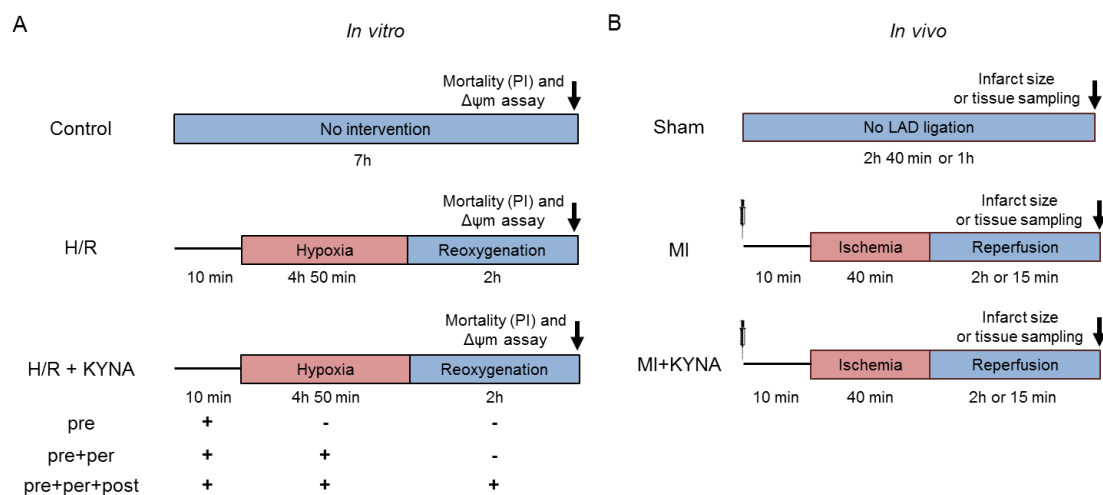 A
In vitro
Mortality (PI) and
Δψm assay
Control
No intervention
7h
Mortality (PI) and
Δψm assay
H/R
Hypoxia
Reoxygenation
10 min
4h 50 min
2h
Mortality (PI) and
Δψm assay
H/R + KYNA
Hypoxia
Reoxygenation
10 min
4h 50 min
2h
pre + - -
pre+per + + -
pre+per+post + + +
B
In vivo
Infarct size
or tissue sampling
Sham
No LAD ligation
2h 40 min or 1h
Infarct size
or tissue sampling
MI
Ischemia
Reperfusion
10 min
40 min
2h or 15 min
Infarct size
or tissue sampling
MI+KYNA
Ischemia
Reperfusion
10 min
40 min
2h or 15 min